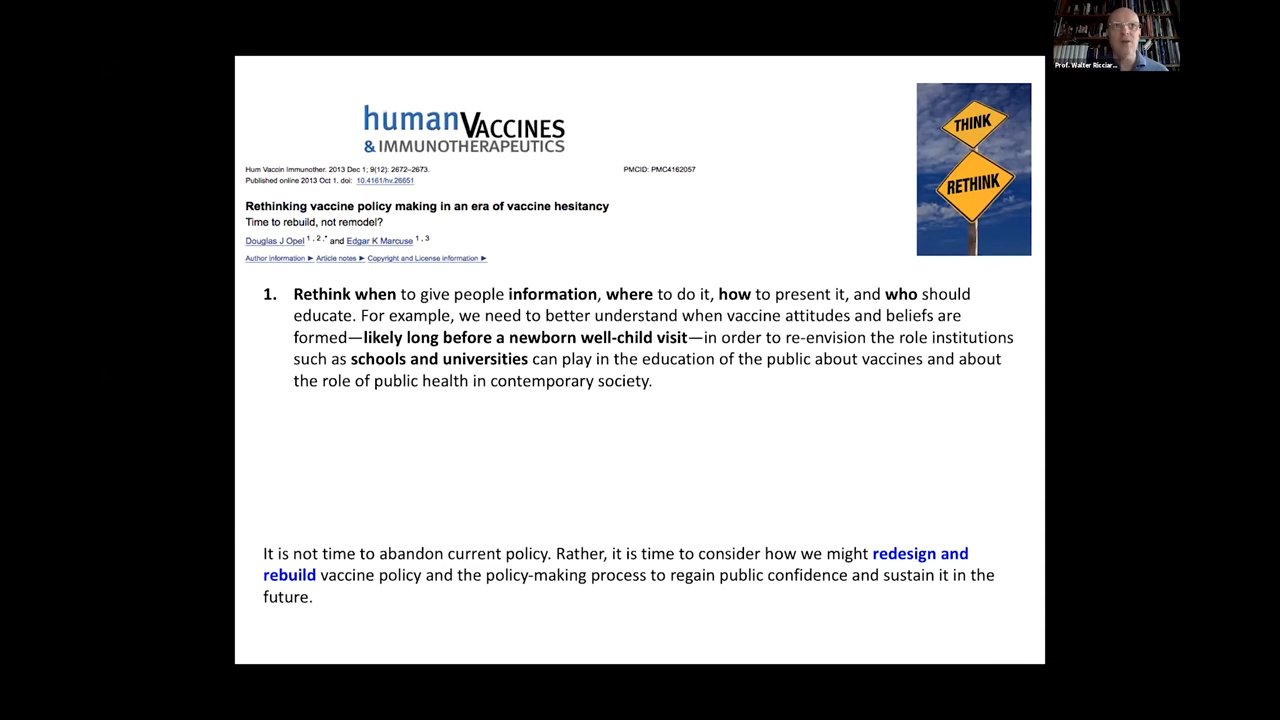 Prof. Walter Ricciar...
THINK
RETHINK
human VACCINES
& IMMUNOTHERAPEUTICS
Hum Vaccin Immunother. 2013 Dec 1; 9(12): 2672–2673.
PMCID: PMC4162057
Published online 2013 Oct 1. doi: 10.4161/hv.26651
Rethinking vaccine policy making in an era of vaccine hesitancy
Time to rebuild, not remodel?
Douglas J Opel 1,2,* and Edgar K Marcuse 1,3
Author information ► Article notes ► Copyright and License information ►
1. Rethink when to give people information, where to do it, how to present it, and who should
educate. For example, we need to better understand when vaccine attitudes and beliefs are
formed—likely long before a newborn well-child visit—in order to re-envision the role institutions
such as schools and universities can play in the education of the public about vaccines and about
the role of public health in contemporary society.
It is not time to abandon current policy. Rather, it is time to consider how we might redesign and
rebuild vaccine policy and the policy-making process to regain public confidence and sustain it in the
future.